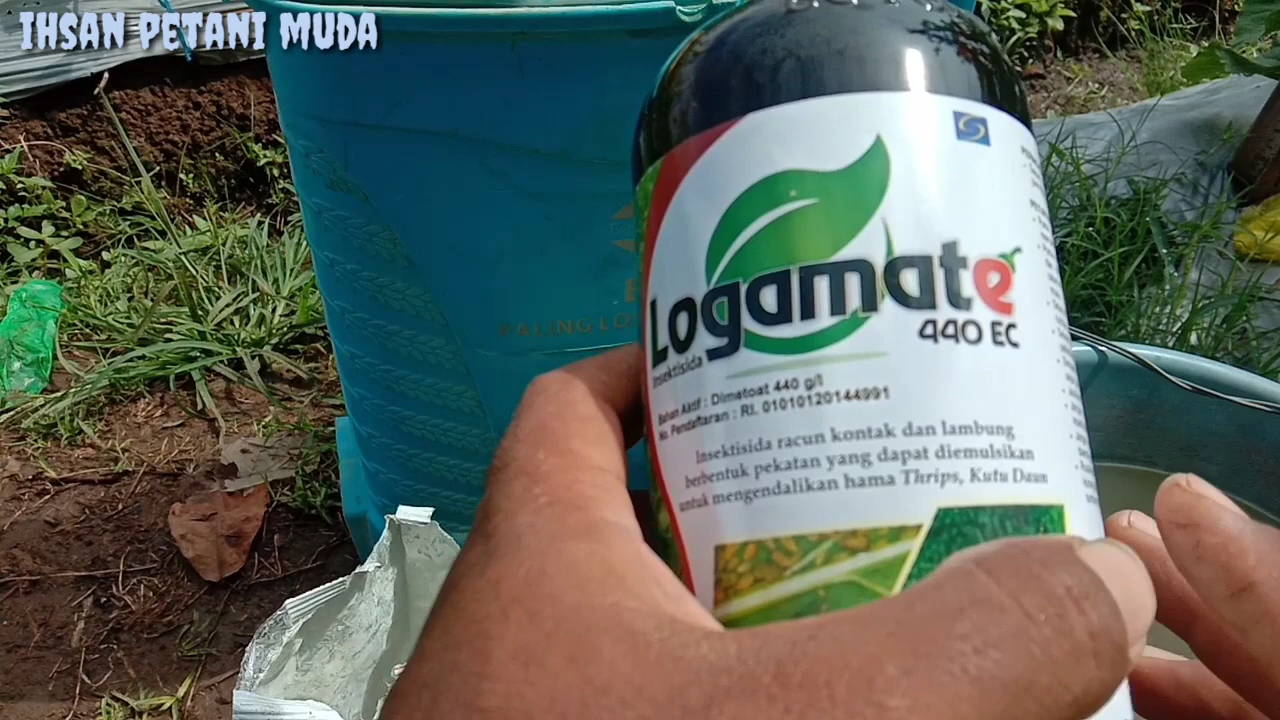 IHSAN PETANI MUDA
PALING
Logamate
440 EC
Insektisida
Bahan Aktif : Dimetoat 440 g/l
No. Pendaftaran : RI. 01010120144991
Insektisida racun kontak dan lambung
berbentuk pekatan yang dapat diemulsikan
untuk mengendalikan hama Thrips, Kutu Daun